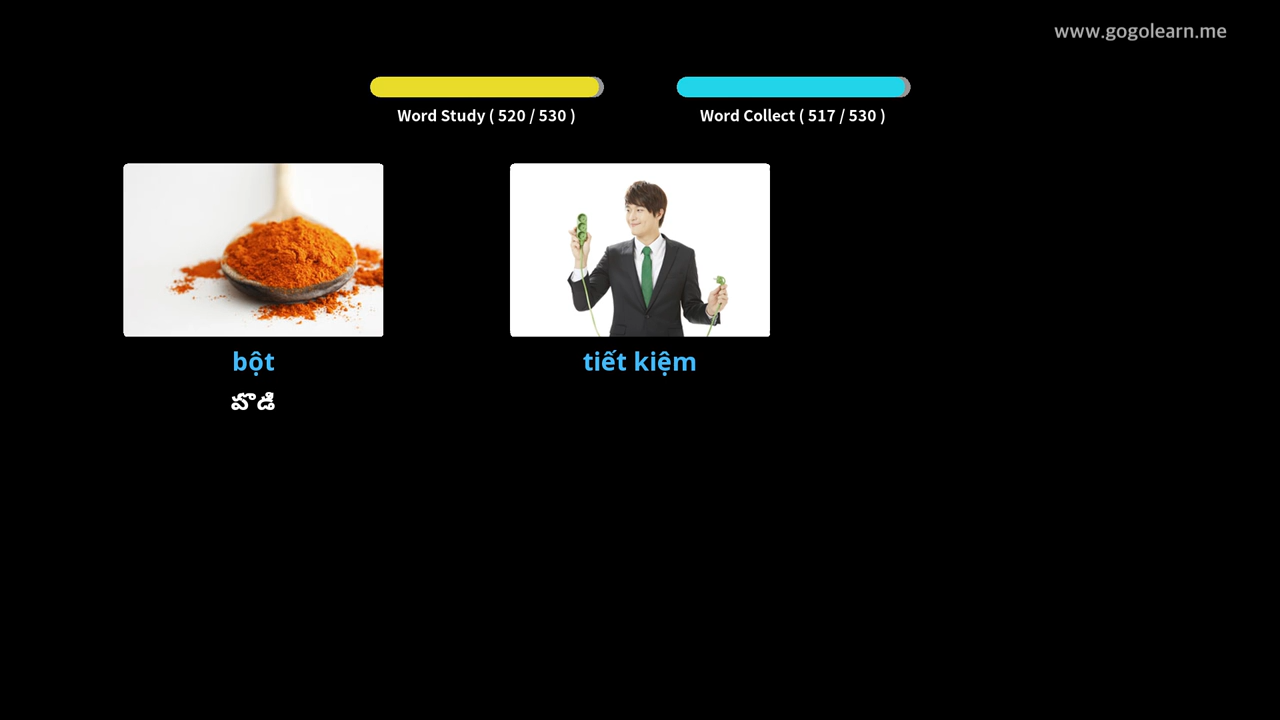 www.gogolearn.me
Word Study ( 520 / 530 )
Word Collect ( 517 / 530 )
bột
tiết kiệm
పొడి